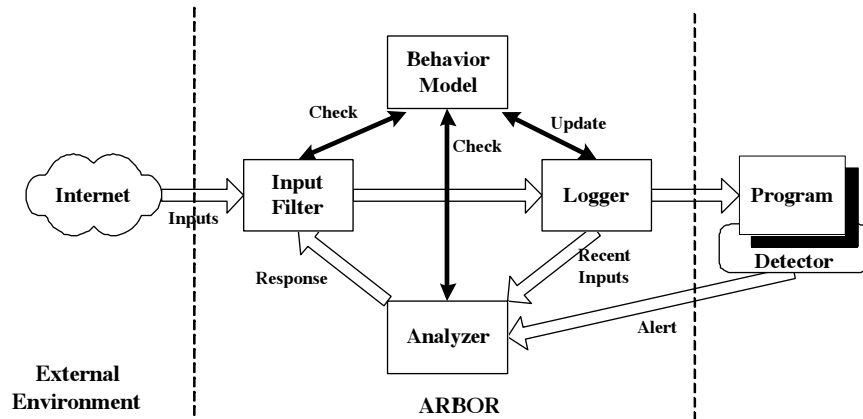 Behavior
Model
Check
Check
Update
Internet
Inputs
Input
Filter
Logger
Program
Detector
Response
Recent
Inputs
Analyzer
Alert
External
Environment
ARBOR